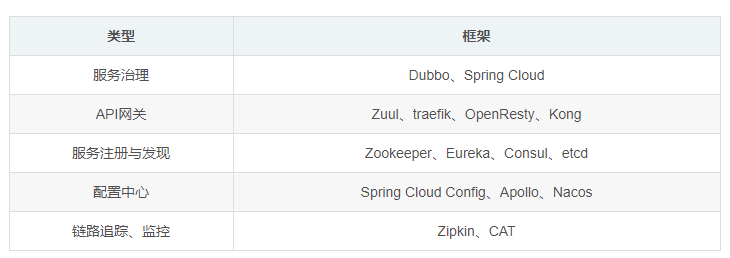 类型 框架
服务治理 Dubbo、Spring Cloud
API网关 Zuul、traefik、OpenResty、Kong
服务注册与发现 Zookeeper、Eureka、Consul、etcd
配置中心 Spring Cloud Config、Apollo、Nacos
链路追踪、监控 Zipkin、CAT